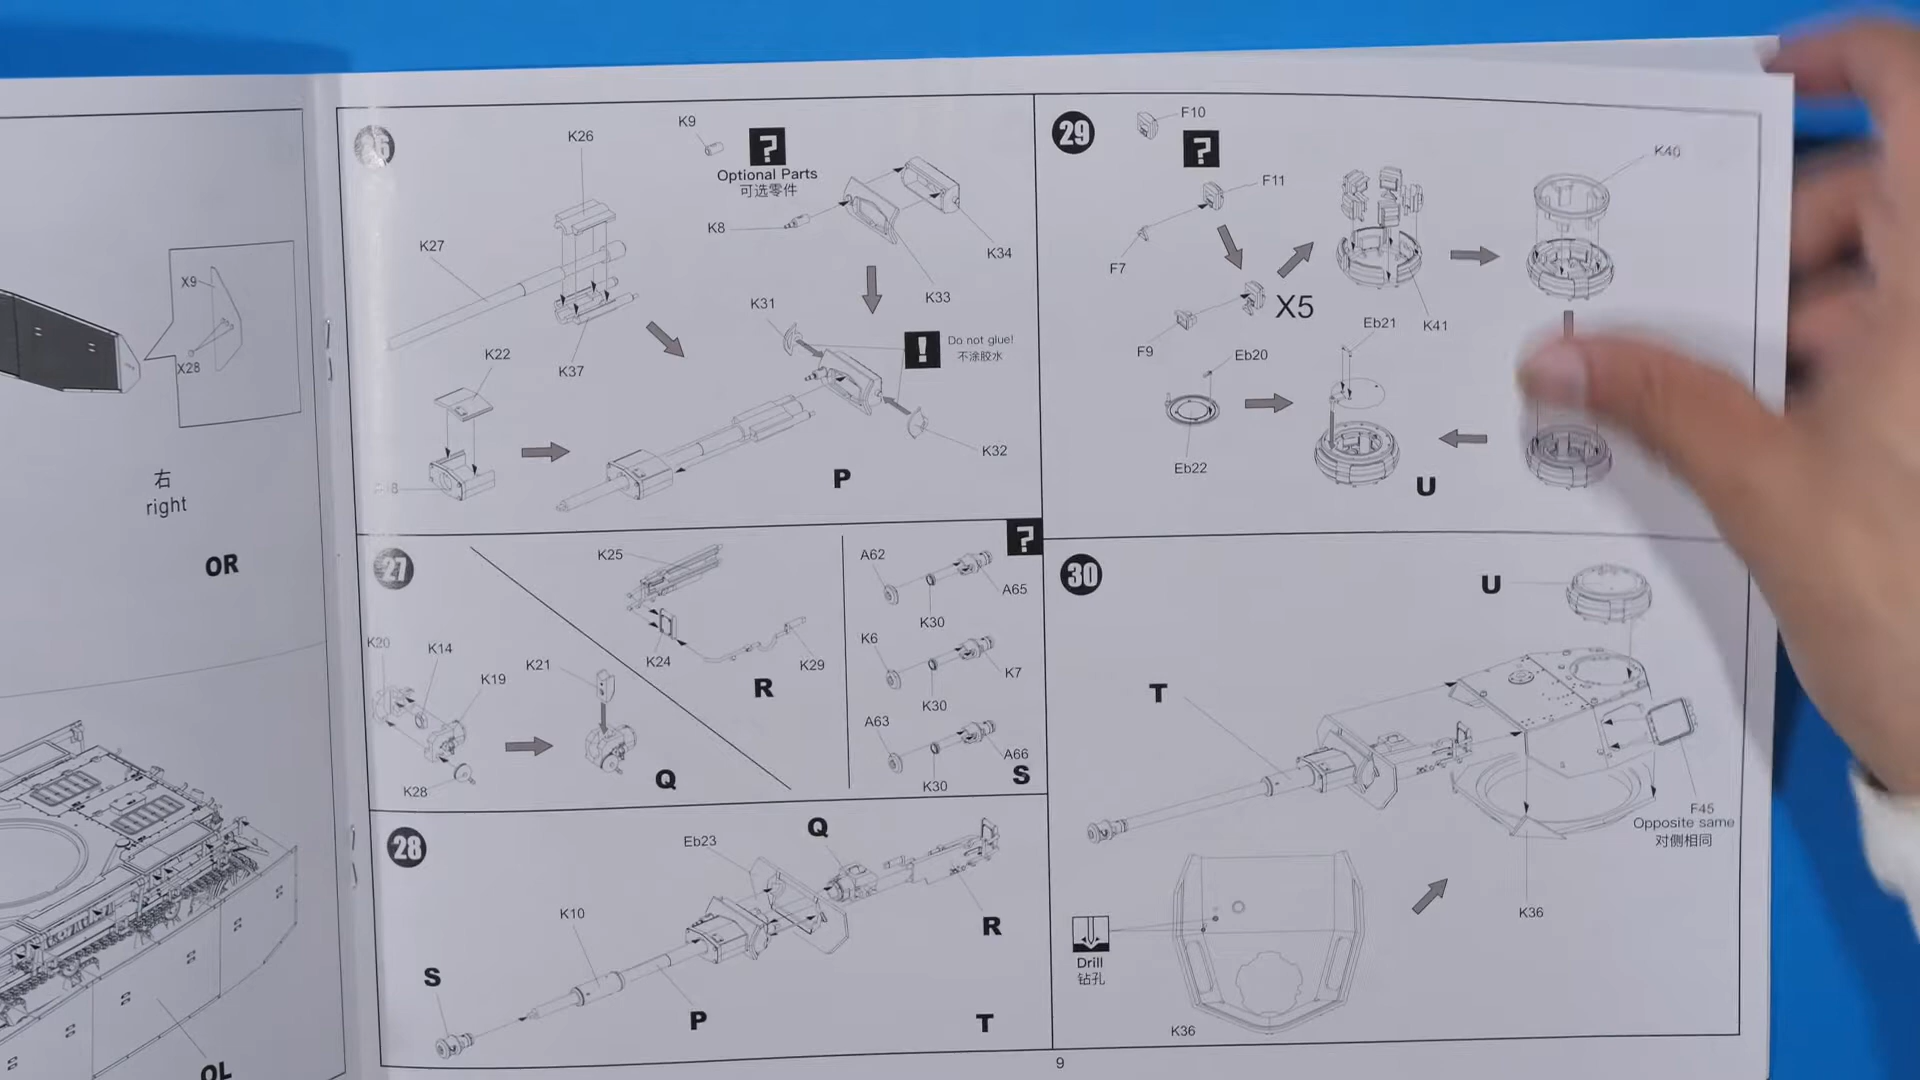 X9
X28
右
right
OR
OL
K26
K9
?
Optional Parts
可选零件
K27
K8
K34
K33
K31
!
Do not glue!
不涂胶水
K22
K37
K32
P
27
K25
K20
K14
K21
K19
K24
K29
R
K28
Q
?
A62
A65
K30
K6
K7
K30
A63
A66
K30
S
28
Eb23
Q
K10
R
S
P
T
29
F10
?
K40
F11
F7
X5
K41
F9
Eb21
Eb20
Eb22
U
30
U
T
F45
Opposite same
对侧相同
K36
Drill
钻孔
K36
9